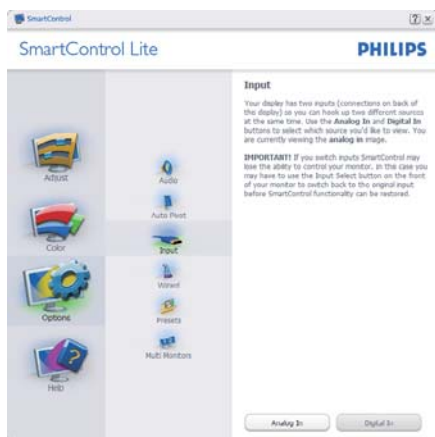 SmartControl
SmartControl Lite
PHILIPS
Adjust
Color
Options
Help
Audio
Auto Pivot
Input
Wizard
Presets
Multi Monitors
Input
Your display has two inputs (connections on back of
the display) so you can hook up two different sources
at the same time. Use the Analog In and Digital In
buttons to select which source you'd like to view. You
are currently viewing the analog in image.
IMPORTANT! If you switch inputs SmartControl may
lose the ability to control your monitor. In this case you
may have to use the Input Select button on the front
of your monitor to switch back to the original input
before SmartControl functionality can be restored.
Analog In
Digital In